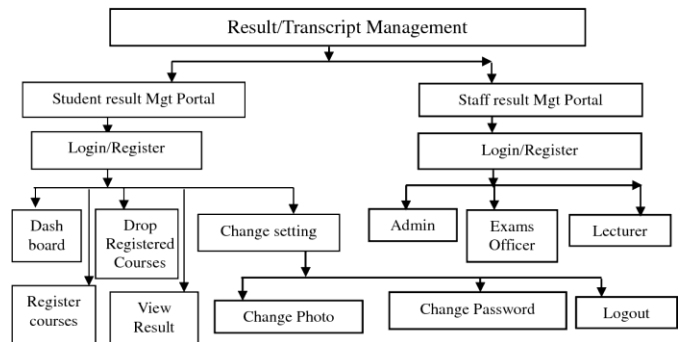 Result/Transcript Management
Student result Mgt Portal
Staff result Mgt Portal
Login/Register
Login/Register
Dash
board
Drop
Registered
Courses
Change setting
Admin
Exams
Officer
Lecturer
Register
courses
View
Result
Change Photo
Change Password
Logout